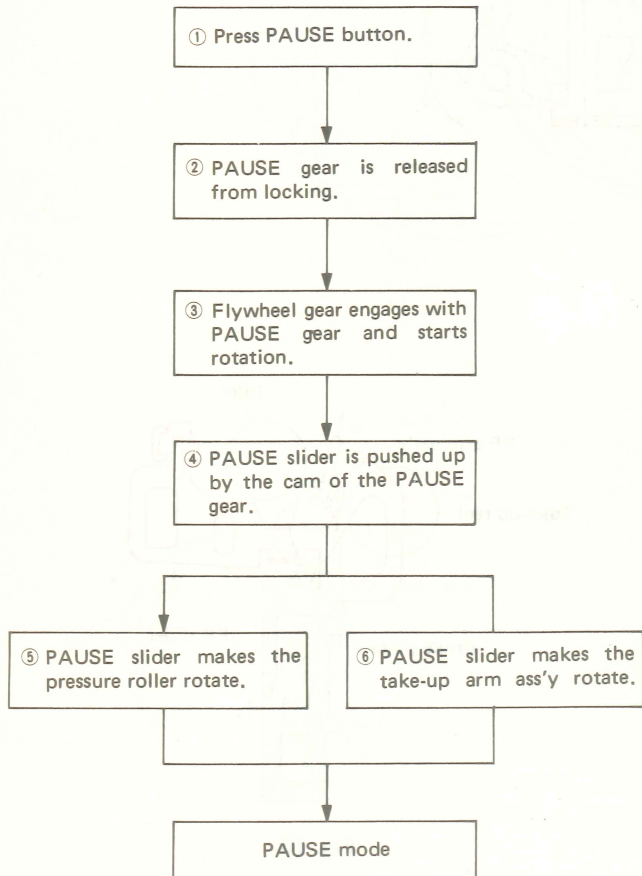 ① Press PAUSE button.
② PAUSE gear is released
from locking.
③ Flywheel gear engages with
PAUSE gear and starts
rotation.
④ PAUSE slider is pushed up
by the cam of the PAUSE
gear.
⑤ PAUSE slider makes the
pressure roller rotate.
⑥ PAUSE slider makes the
take-up arm ass'y rotate.
PAUSE mode